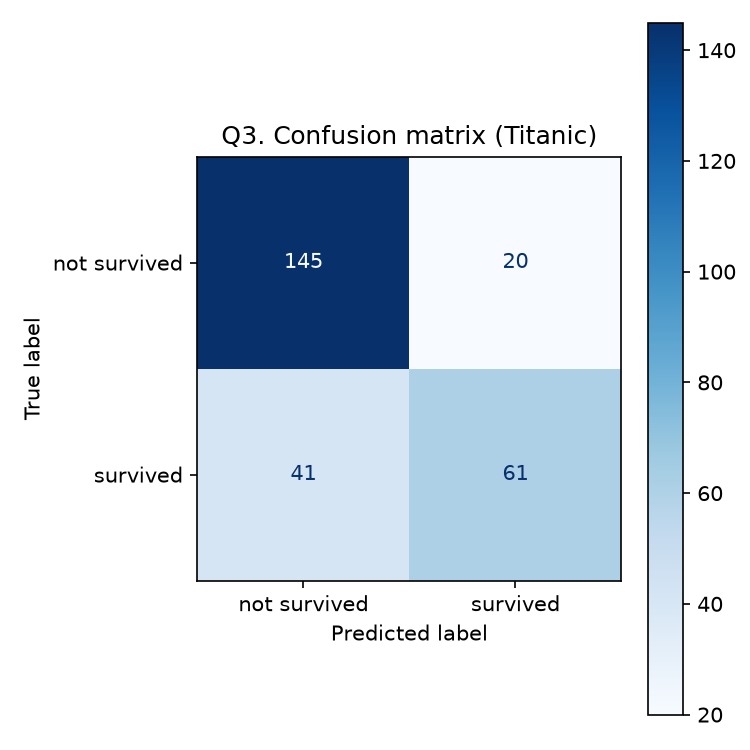 Q3. Confusion matrix (Titanic)
True label
not survived
145
20
survived
41
61
not survived
survived
Predicted label
140
120
100
80
60
40
20